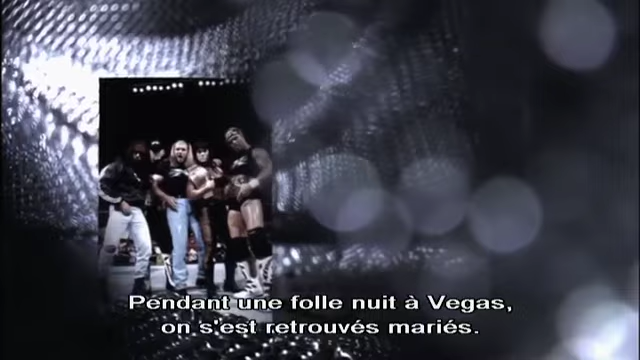 Pendant une folle nuit à Vegas,
on s'est retrouvés mariés.